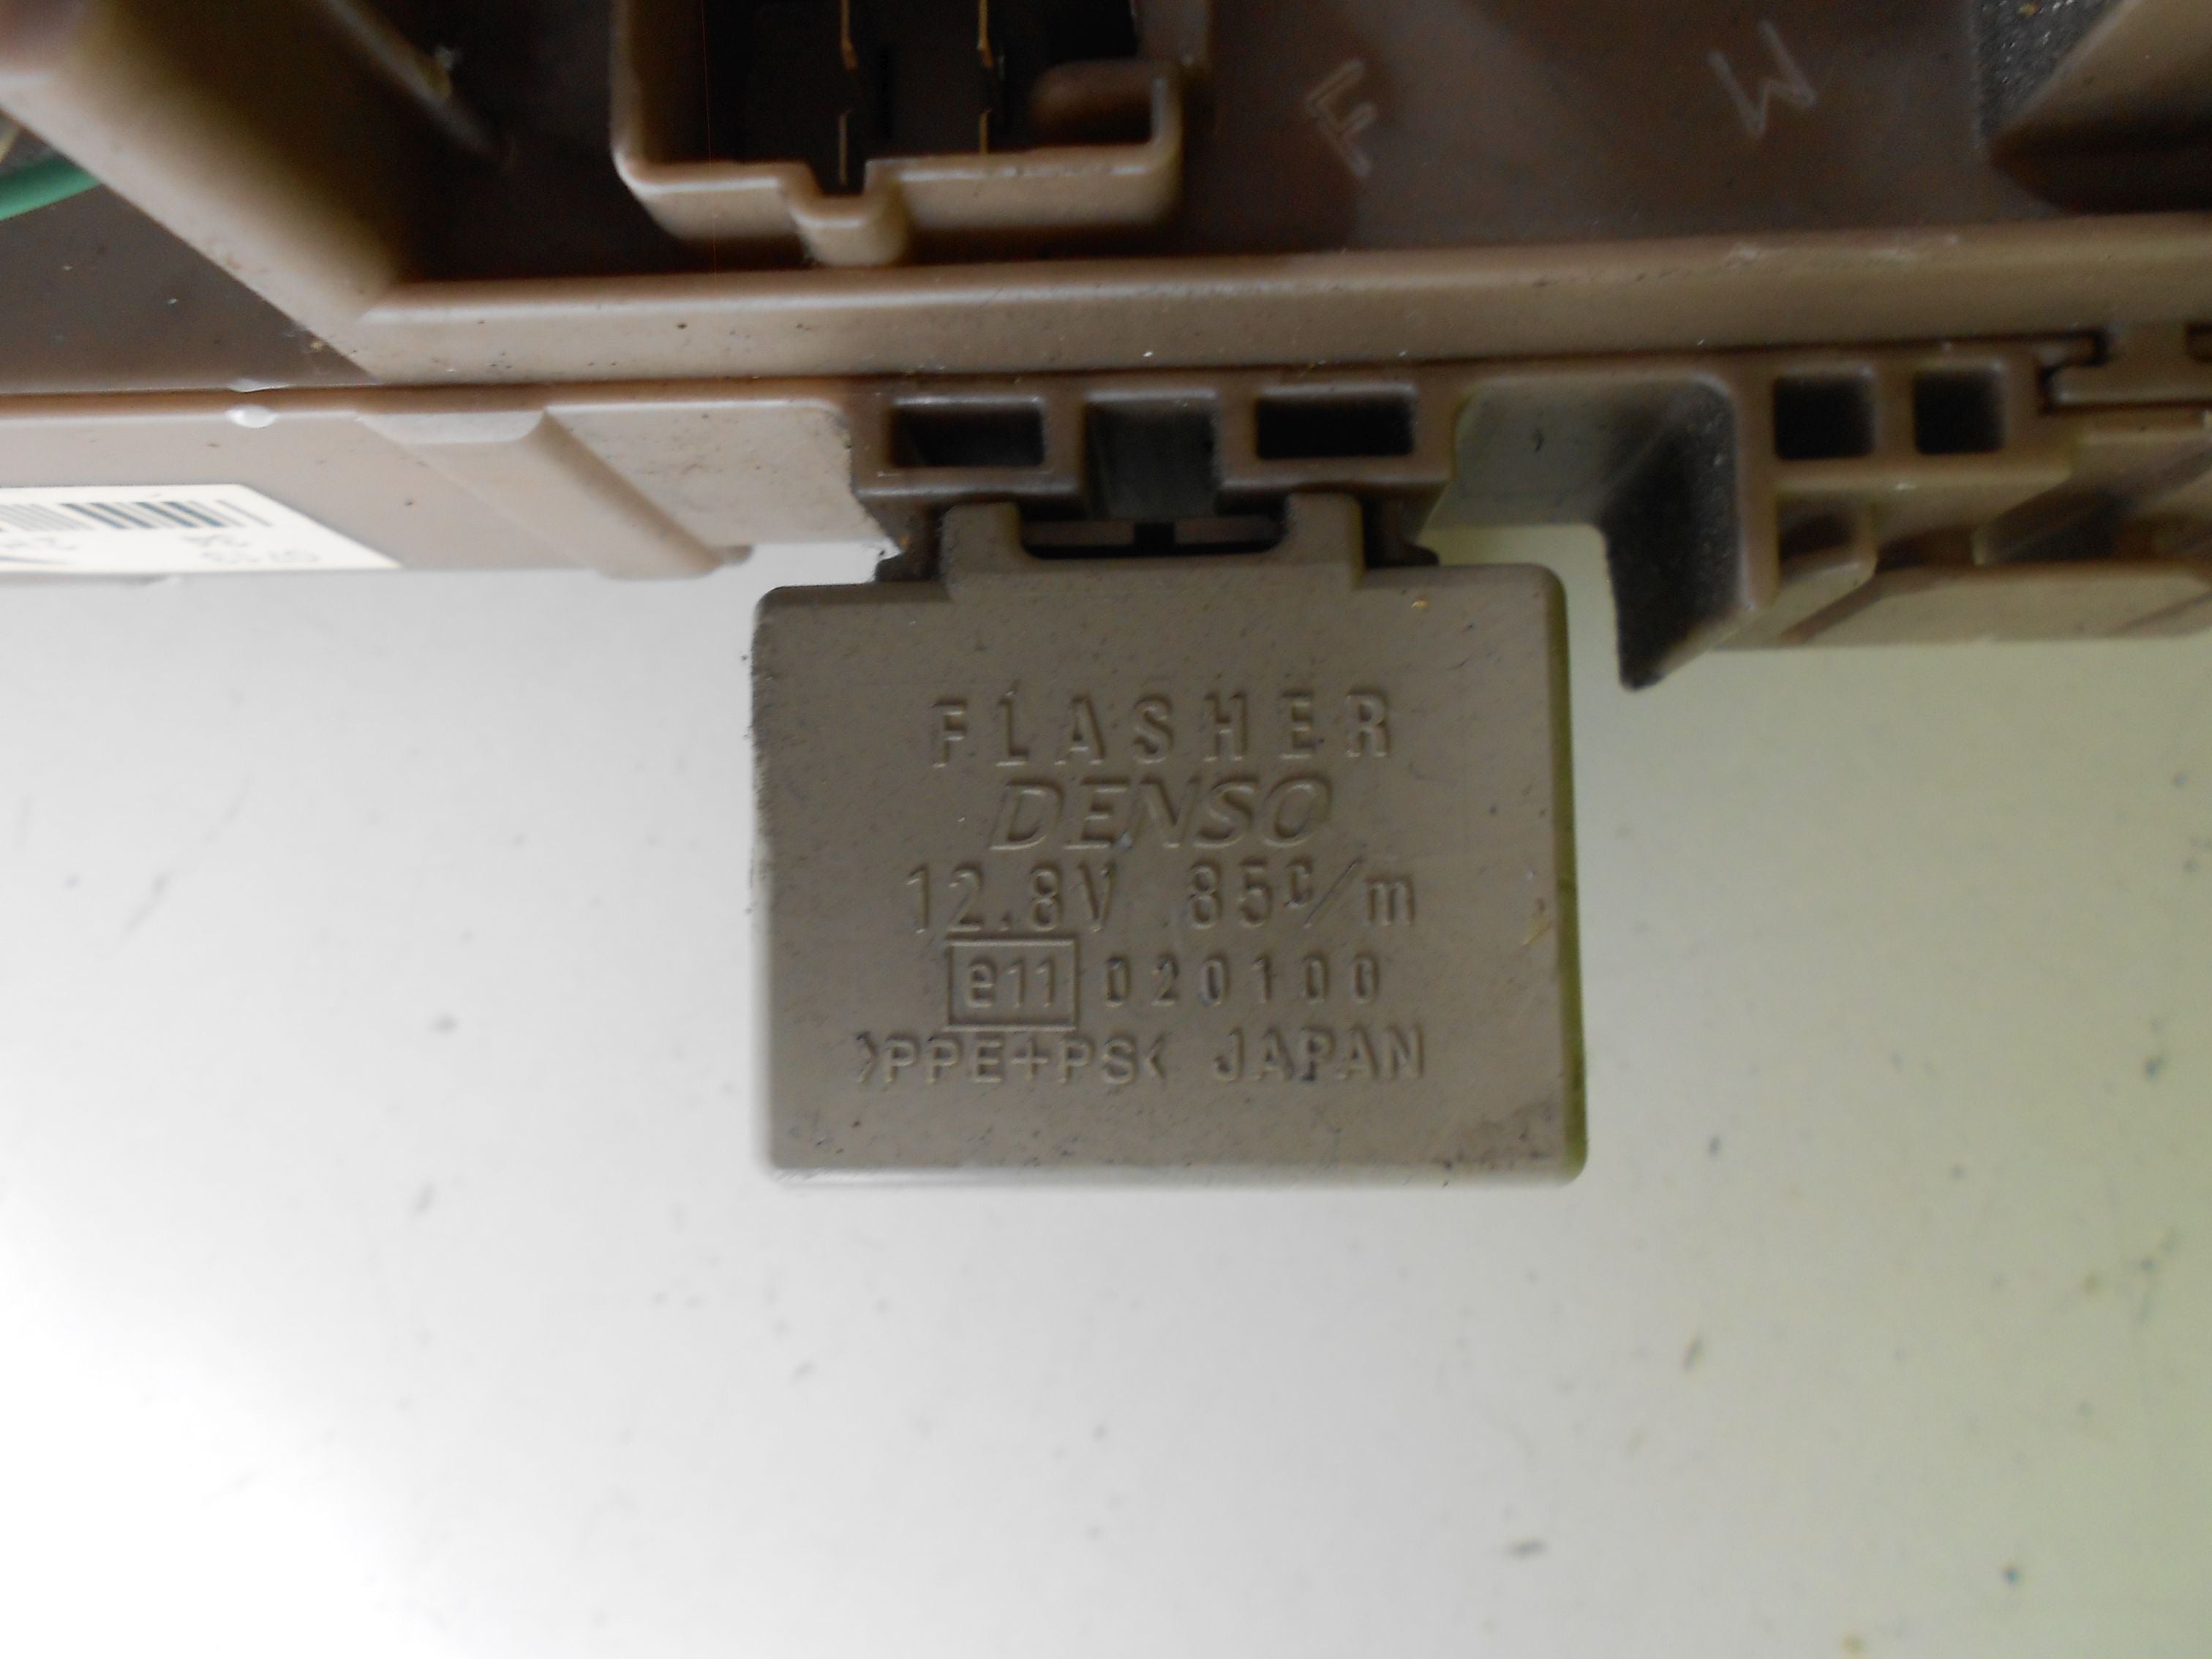 F M
FLASHER
DENSO
12.8V 85c/m
e11 020100
>PPE+PS< JAPAN